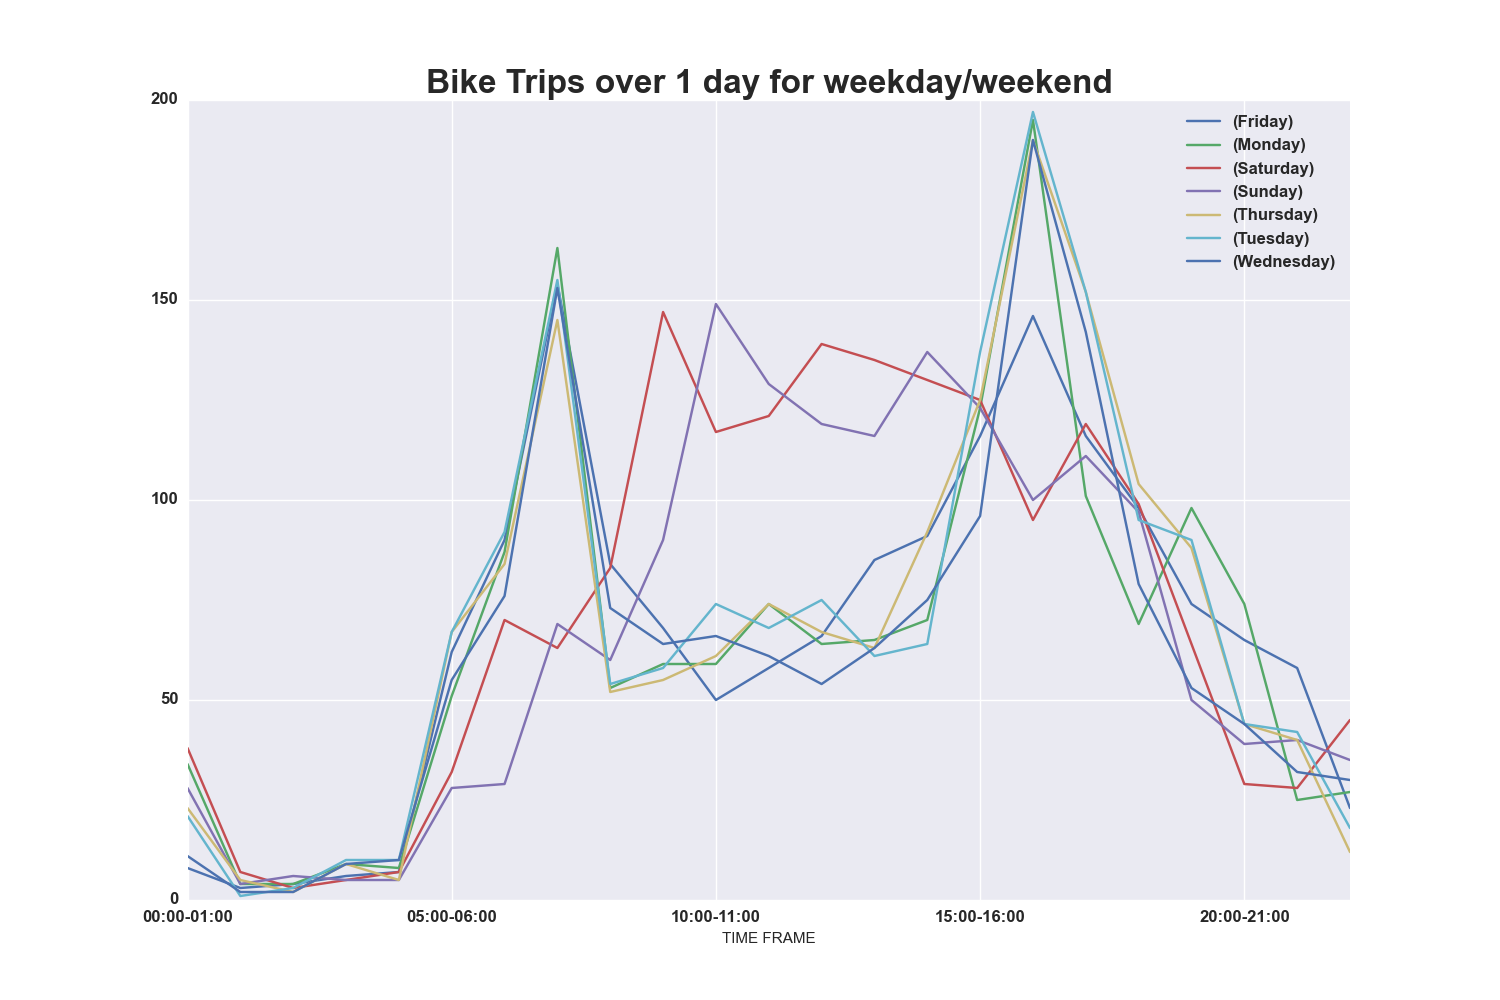 Bike Trips over 1 day for weekday/weekend
200
150
100
50
0
(Friday)
(Monday)
(Saturday)
(Sunday)
(Thursday)
(Tuesday)
(Wednesday)
00:00-01:00 05:00-06:00 10:00-11:00 15:00-16:00 20:00-21:00
TIME FRAME